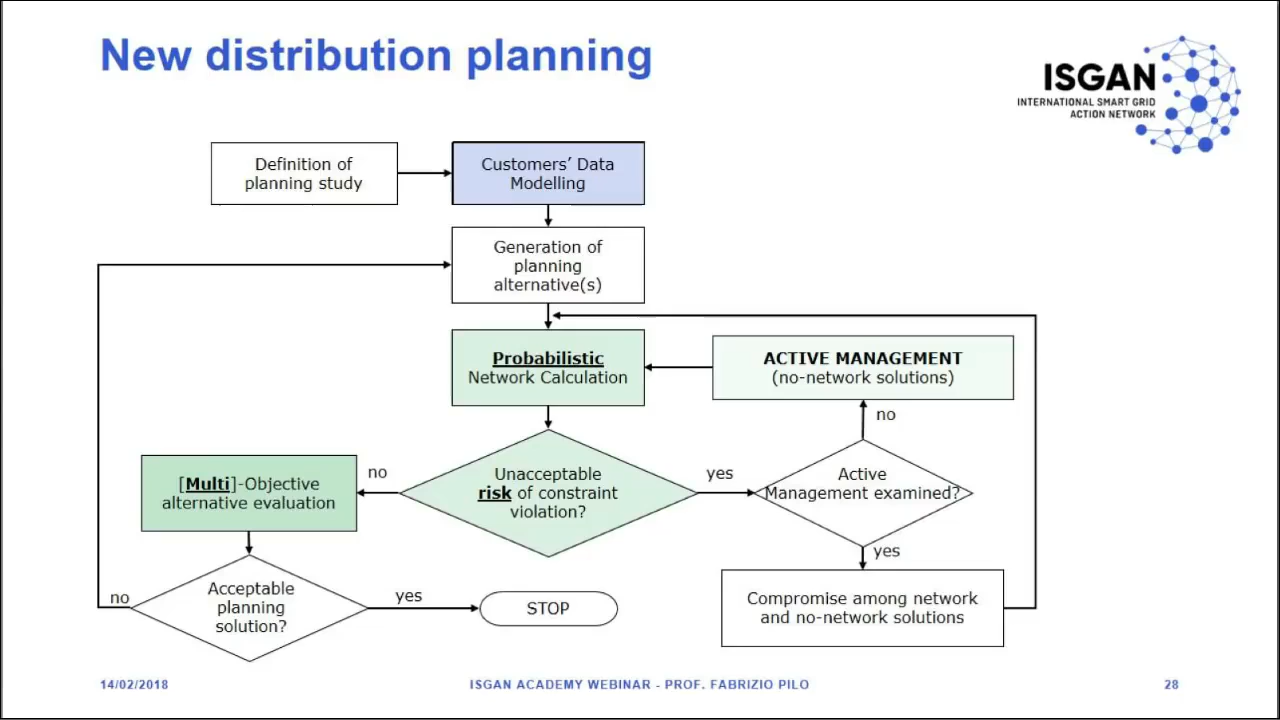 New distribution planning
ISGAN
INTERNATIONAL SMART GRID
ACTION NETWORK
Definition of
planning study
Customers’ Data
Modelling
Generation of
planning
alternative(s)
Probabilistic
Network Calculation
ACTIVE MANAGEMENT
(no-network solutions)
no
Unacceptable
risk of constraint
violation?
yes
Active
Management examined?
no
[Multi]-Objective
alternative evaluation
yes
Compromise among network
and no-network solutions
Acceptable
planning
solution?
no
yes
STOP
14/02/2018
ISGAN ACADEMY WEBINAR - PROF. FABRIZIO PILO
28